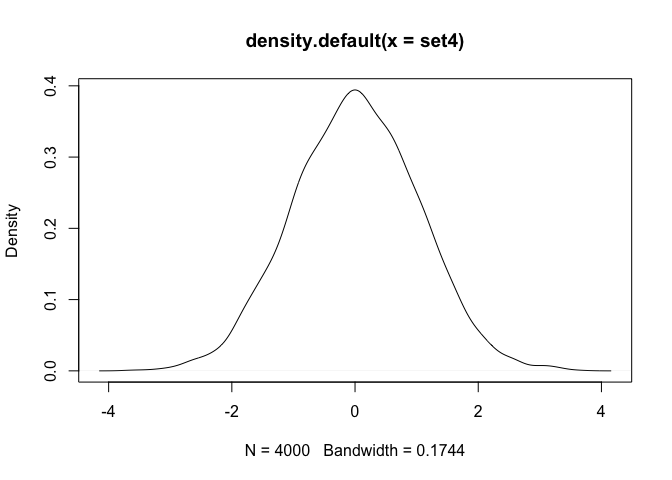 density.default(x = set4)
Density
0.4
0.3
0.2
0.1
0.0
-4 -2 0 2 4
N = 4000   Bandwidth = 0.1744